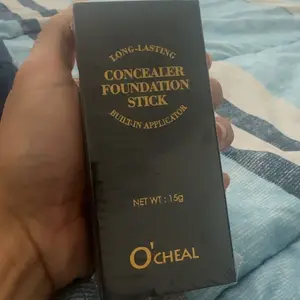 LONG-LASTING
CONCEALER
FOUNDATION
STICK
BUILT-IN APPLICATOR
NET WT : 15g
O'CHEAL